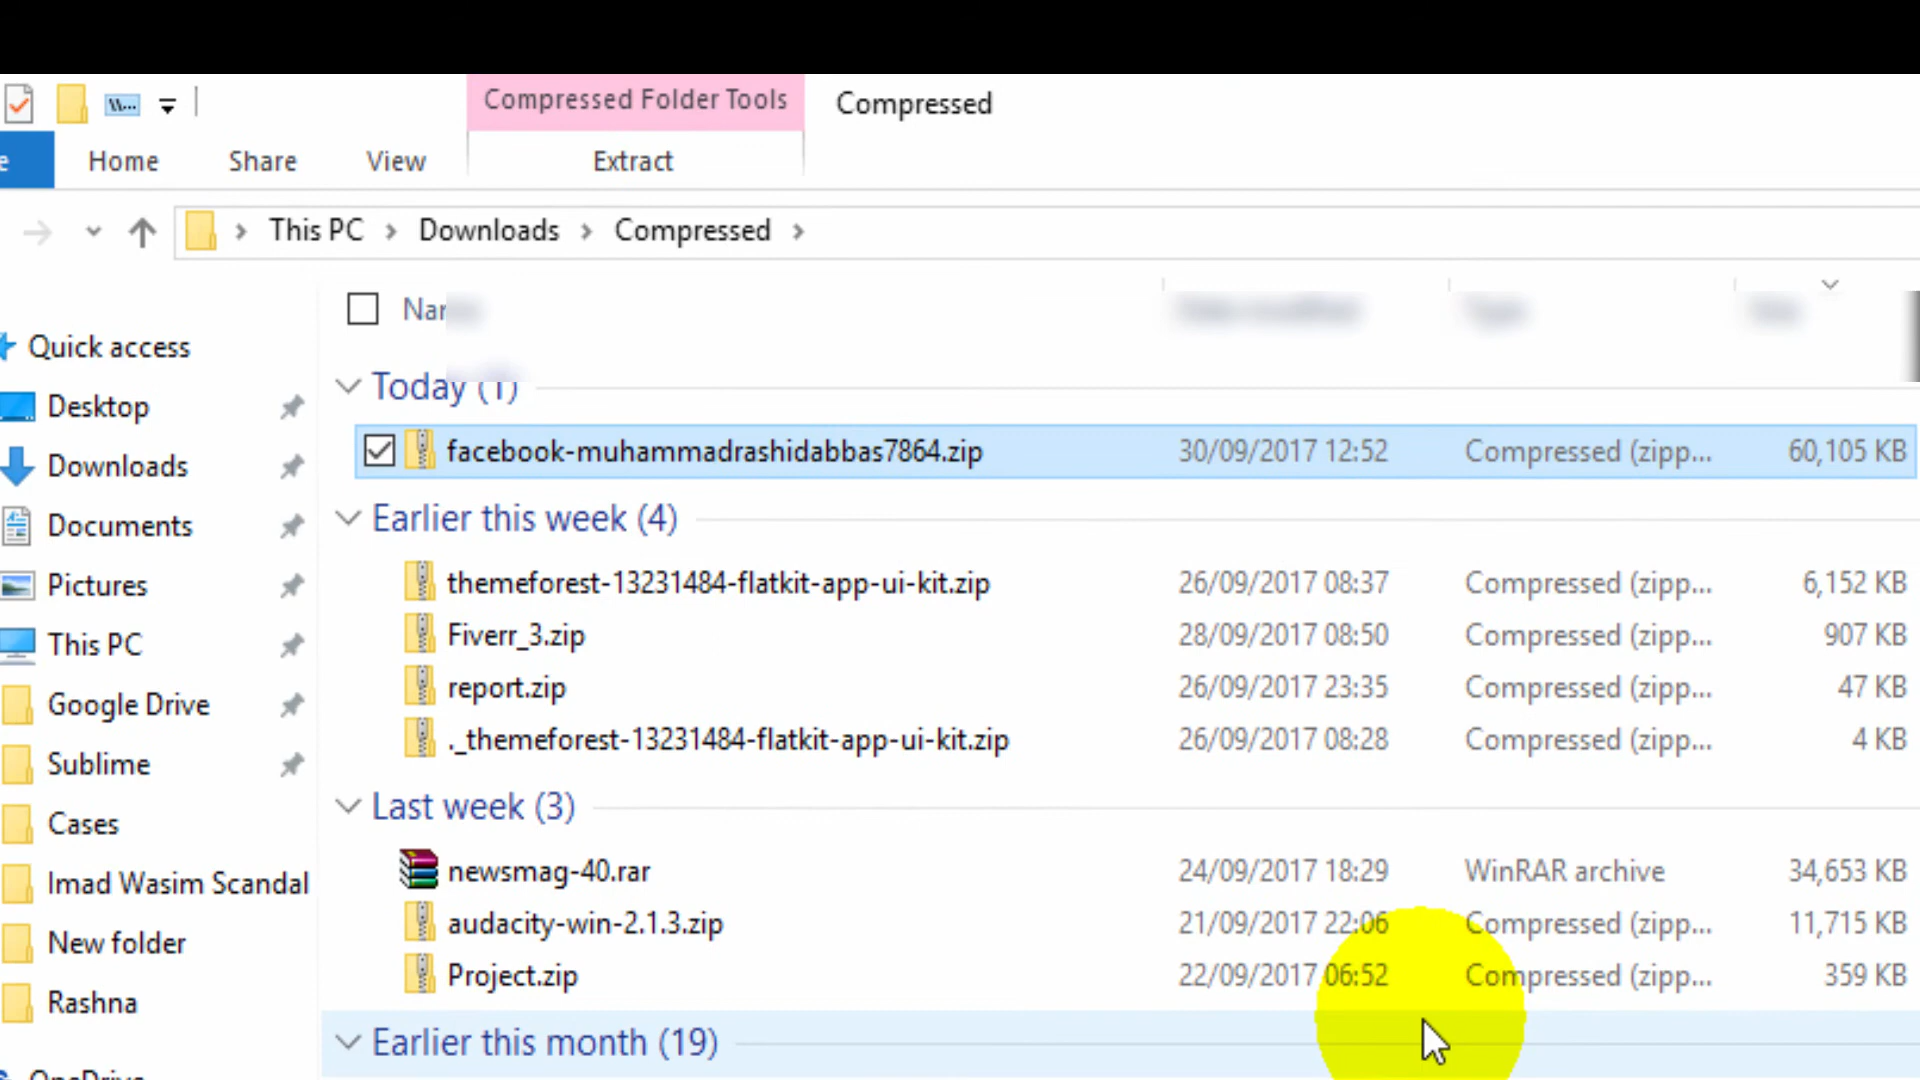 \\...
Compressed Folder Tools
Compressed
Home
Share
View
Extract
This PC
Downloads
Compressed
Today (1)
facebook-muhammadrashidabbas7864.zip 30/09/2017 12:52 Compressed (zipp... 60,105 KB
Earlier this week (4)
themeforest-13231484-flatkit-app-ui-kit.zip 26/09/2017 08:37 Compressed (zipp... 6,152 KB
Fiverr_3.zip 28/09/2017 08:50 Compressed (zipp... 907 KB
report.zip 26/09/2017 23:35 Compressed (zipp... 47 KB
._themeforest-13231484-flatkit-app-ui-kit.zip 26/09/2017 08:28 Compressed (zipp... 4 KB
Last week (3)
newsmag-40.rar 24/09/2017 18:29 WinRAR archive 34,653 KB
audacity-win-2.1.3.zip 21/09/2017 22:06 Compressed (zipp... 11,715 KB
Project.zip 22/09/2017 06:52 Compressed (zipp... 359 KB
Earlier this month (19)
Quick access
Desktop
Downloads
Documents
Pictures
This PC
Google Drive
Sublime
Cases
Imad Wasim Scandal
New folder
Rashna
OneDrive